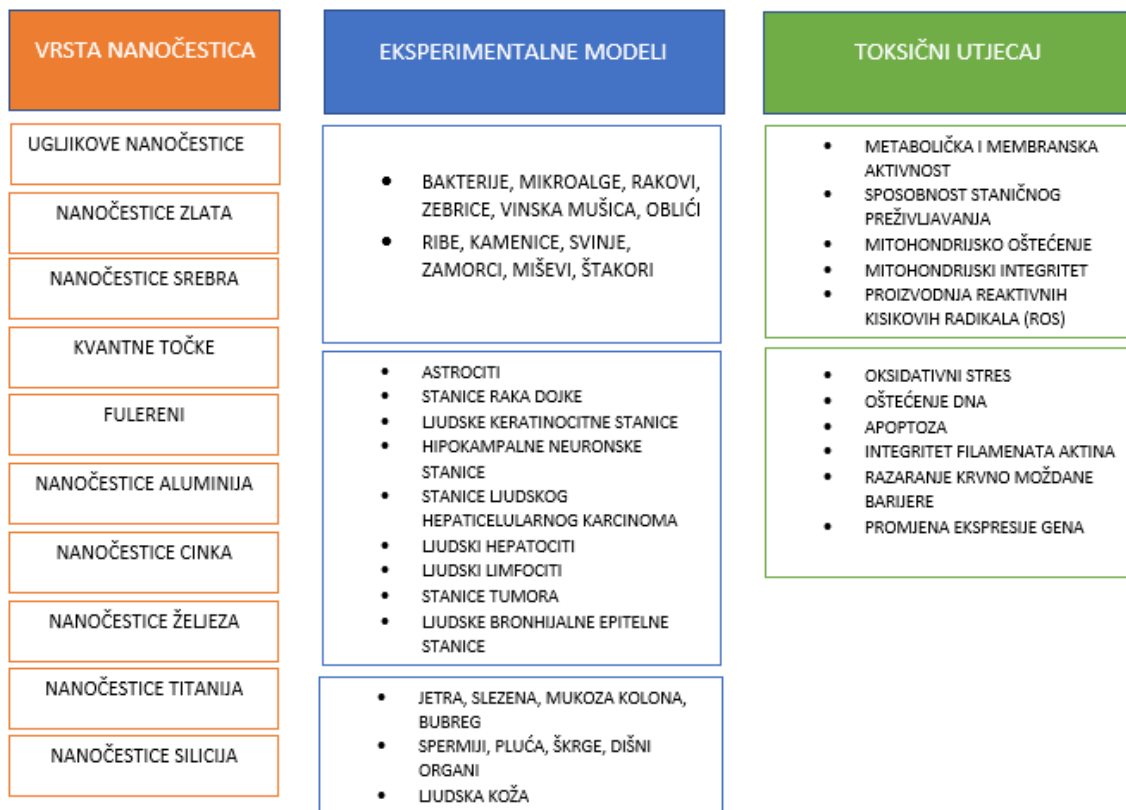 VRSTA NANOČESTICA
UGLJIKOVE NANOČESTICE
NANOČESTICE ZLATA
NANOČESTICE SREBRA
KVANTNE TOČKE
FULERENI
NANOČESTICE ALUMINIJA
NANOČESTICE CINKA
NANOČESTICE ŽELJEZA
NANOČESTICE TITANIJA
NANOČESTICE SILICIJA
EKSPERIMENTALNE MODELI
• BAKTERIJE, MIKROALGE, RAKOVI,
ZEBRICE, VINSKA MUŠICA, OBLIĆI
• RIBE, KAMENICE, SVINJE,
ZAMORCI, MIŠEVI, ŠTAKORI
• ASTROCITI
• STANICE RAKA DOJKE
• LJUDSKE KERATINOCITNE STANICE
• HIPOKAMPALNE NEURONSKE
STANICE
• STANICE LJUDSKOG
HEPATICELULARNOG KARCINOMA
• LJUDSKI HEPATOCITI
• LJUDSKI LIMFOCITI
• STANICE TUMORA
• LJUDSKE BRONHIJALNE EPITELNE
STANICE
• JETRA, SLEZENA, MUKOZA KOLONA,
BUBREG
• SPERMIJI, PLUĆA, ŠKRGE, DIŠNI
ORGANI
• LJUDSKA KOŽA
TOKSIČNI UTJECAJ
• METABOLIČKA I MEMBRANSKA
AKTIVNOST
• SPOSOBNOST STANIČNOG
PREŽIVLJAVANJA
• MITOHONDRIJSKO OŠTEĆENJE
• MITOHONDRIJSKI INTEGRITET
• PROIZVODNJA REAKTIVNIH
KISIKOVIH RADIKALA (ROS)
• OKSIDATIVNI STRES
• OŠTEĆENJE DNA
• APOPTOZA
• INTEGRITET FILAMENATA AKTINA
• RAZARANJE KRVNO MOŽDANE
BARIJERE
• PROMJENA EKSPRESIJE GENA